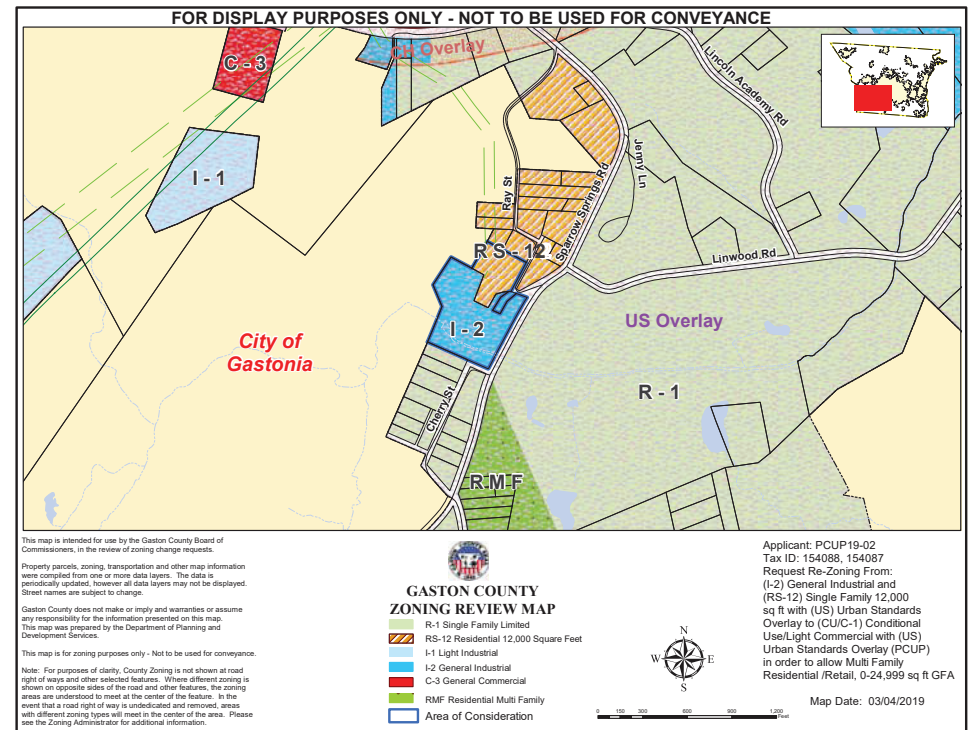 FOR DISPLAY PURPOSES ONLY - NOT TO BE USED FOR CONVEYANCE
CH Overlay
C - 3
Lincoln Academy Rd
I - 1
Jenny Ln
Ray St
Sparrow Springs Rd
RS - 12
Linwood Rd
US Overlay
I - 2
City of
Gastonia
R - 1
Cherry St
RMF
This map is intended for use by the Gaston County Board of
Commissioners, in the review of zoning change requests.
Property parcels, zoning, transportation and other map information
were compiled from one or more data layers. The data is
periodically updated, however all data layers may not be displayed.
Street names are subject to change.
Gaston County does not make or imply and warranties or assume
any responsibility for the information presented on this map.
This map was prepared by the Department of Planning and
Development Services.
This map is for zoning purposes only - Not to be used for conveyance.
Note: For purposes of clarity, County Zoning is not shown at road
right of ways and other selected features. Where different zoning is
shown on opposite sides of the road and other features, the zoning
areas are understood to meet at the center of the feature. In the
event that a road right of way is undedicated and removed, areas
with different zoning types will meet in the center of the area. Please
see the Zoning Administrator for additional information.
GASTON COUNTY
ZONING REVIEW MAP
R-1 Single Family Limited
RS-12 Residential 12,000 Square Feet
I-1 Light Industrial
I-2 General Industrial
C-3 General Commercial
RMF Residential Multi Family
Area of Consideration
N
W
E
S
0 150 300 600 900 1,200
Feet
Applicant: PCUP19-02
Tax ID: 154088, 154087
Request Re-Zoning From:
(I-2) General Industrial and
(RS-12) Single Family 12,000
sq ft with (US) Urban Standards
Overlay to (CU/C-1) Conditional
Use/Light Commercial with (US)
Urban Standards Overlay (PCUP)
in order to allow Multi Family
Residential /Retail, 0-24,999 sq ft GFA
Map Date: 03/04/2019